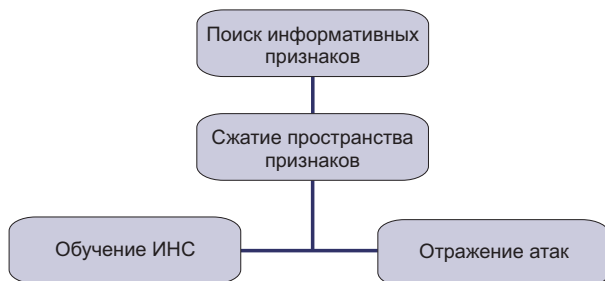 Поиск информативных
признаков
Сжатие пространства
признаков
Обучение ИНС
Отражение атак